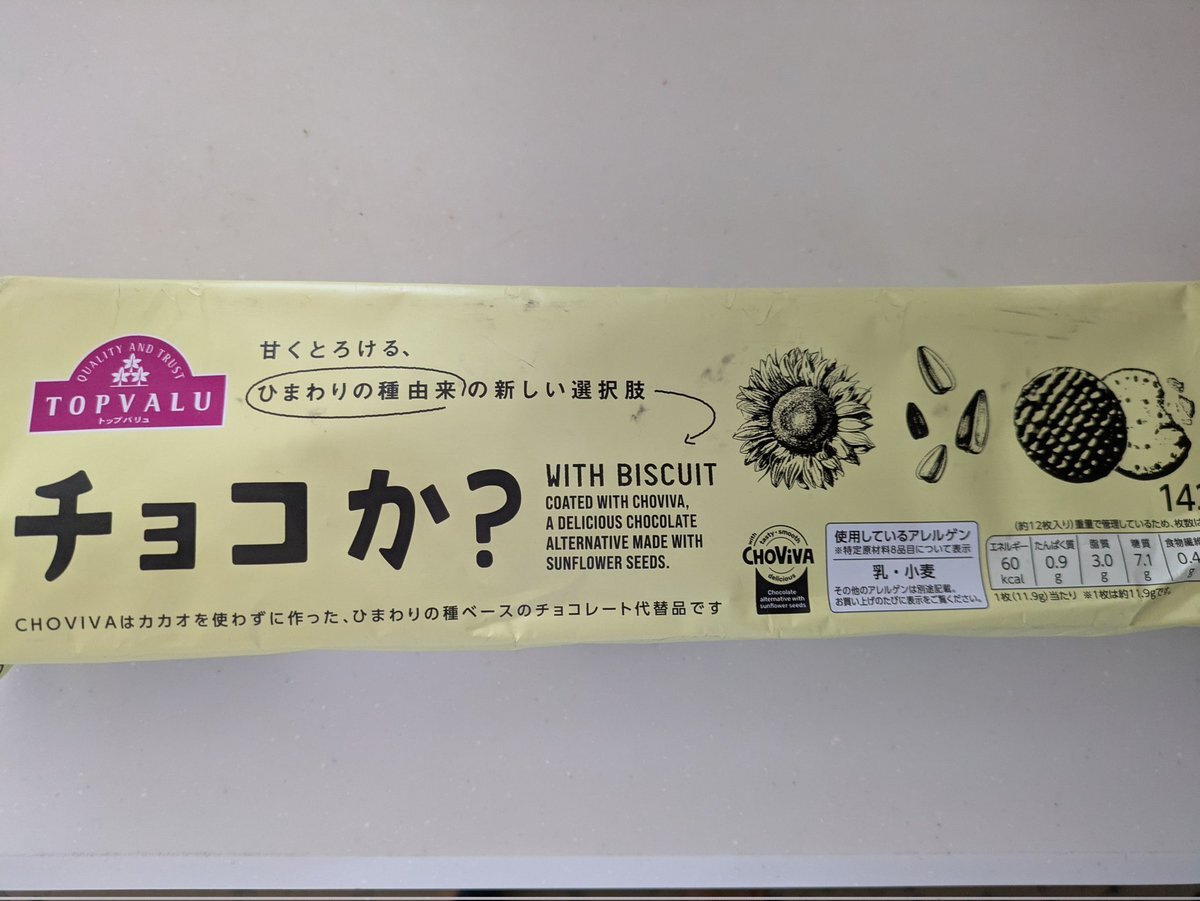 QUALITY AND TRUST
TOPVALU
トップバリュ
甘くとろける、
ひまわりの種由来の新しい選択肢
チョコか?
WITH BISCUIT
COATED WITH CHOVIVA,
A DELICIOUS CHOCOLATE
ALTERNATIVE MADE WITH
SUNFLOWER SEEDS.
CHOVIVAはカカオを使わずに作った、ひまわりの種ベースのチョコレート代替品です
with tasty・smooth
CHOViVA
delicious
Chocolate
alternative with
sunflower seeds
使用しているアレルゲン
※特定原材料8品目について表示
乳・小麦
その他のアレルゲンは別途記載。
お買い上げのたびに表示をご覧ください。
(約12枚入り)重量で管理しているため、枚数は
エネルギー たんぱく質 脂質 糖質 食物繊維
60 0.9 3.0 7.1 0.4
kcal g g g
1枚(11.9g)当たり ※1枚は約11.9gです